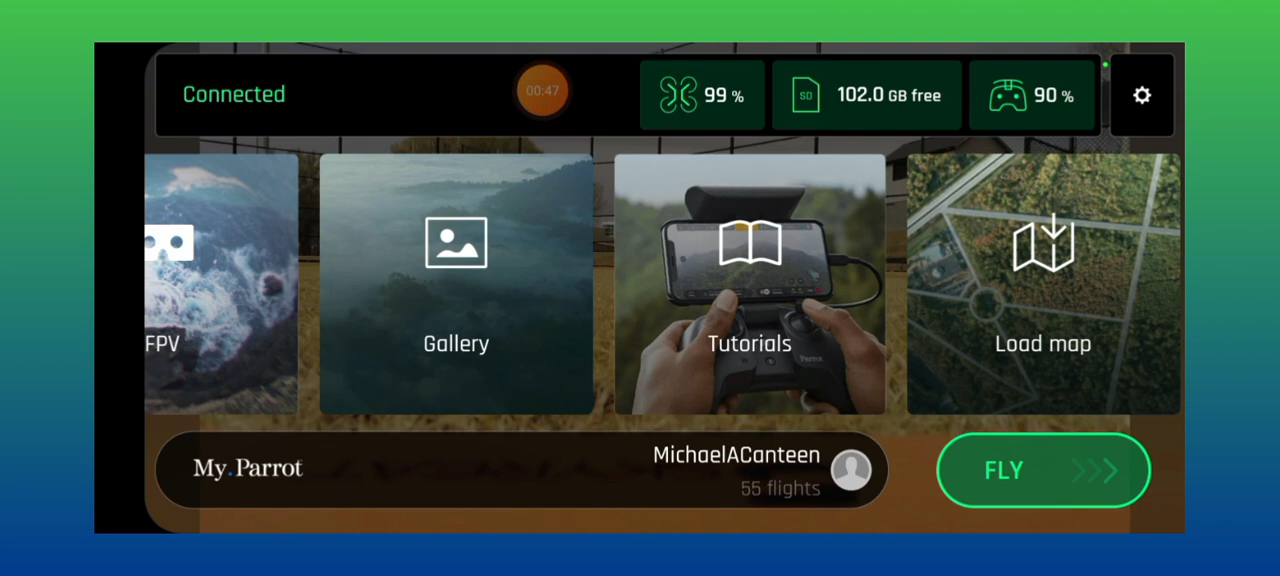 Connected
00:47
99 %
SD
102.0 GB free
90 %
FPV
Gallery
Tutorials
Parrot
Load map
My.Parrot
MichaelACanteen
55 flights
FLY